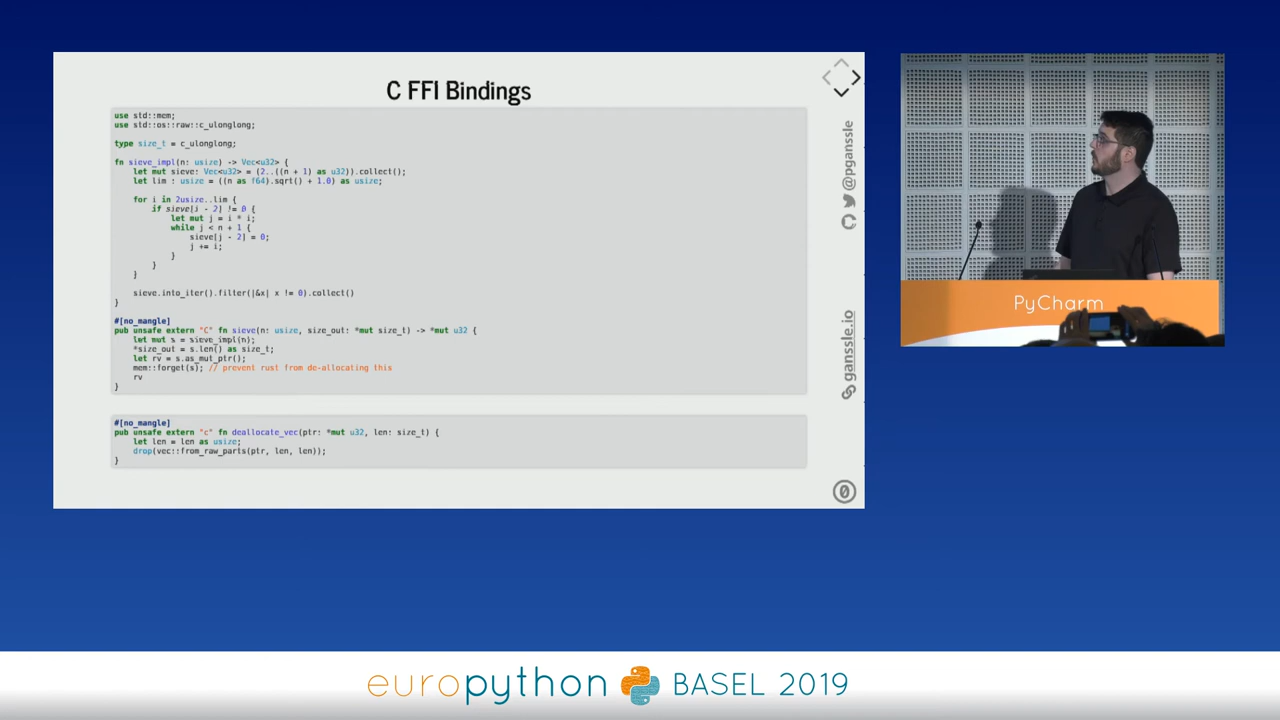 C FFI Bindings
use std::mem;
use std::os::raw::c_ulonglong;
type size_t = c_ulonglong;
fn sieve_impl(n: usize) -> Vec<u32> {
let mut sieve: Vec<u32> = (2..((n + 1) as u32)).collect();
let lim : usize = ((n as f64).sqrt() + 1.0) as usize;
for i in 2usize..lim {
if sieve[i - 2] != 0 {
let mut j = i * i;
while j < n + 1 {
sieve[j - 2] = 0;
j += i;
}
}
}
sieve.into_iter().filter(|&x| x != 0).collect()
}
#[no_mangle]
pub unsafe extern "C" fn sieve(n: usize, size_out: *mut size_t) -> *mut u32 {
let mut s = sieve_impl(n);
*size_out = s.len() as size_t;
let rv = s.as_mut_ptr();
mem::forget(s); // prevent rust from de-allocating this
rv
}
#[no_mangle]
pub unsafe extern "c" fn deallocate_vec(ptr: *mut u32, len: size_t) {
let len = len as usize;
drop(vec::from_raw_parts(ptr, len, len));
}
@pganssle
ganssle.io
0
PyCharm
europython BASEL 2019